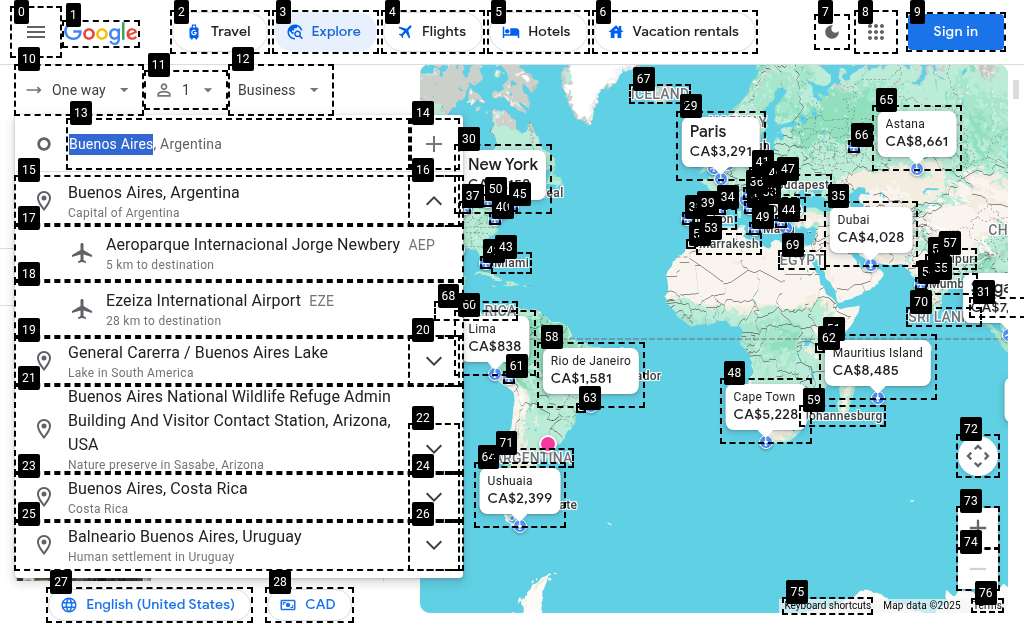 0
1
2
3
4
5
6
7
8
9
Google
Travel
Explore
Flights
Hotels
Vacation rentals
Sign in
10
11
12
One way
1
Business
13
14
Buenos Aires, Argentina
15
16
Buenos Aires, Argentina
Capital of Argentina
17
Aeroparque Internacional Jorge Newbery AEP
5 km to destination
18
Ezeiza International Airport EZE
28 km to destination
19
20
General Carerra / Buenos Aires Lake
Lake in South America
21
Buenos Aires National Wildlife Refuge Admin
Building And Visitor Contact Station, Arizona,
USA
22
Nature preserve in Sasabe, Arizona
23
24
Buenos Aires, Costa Rica
Costa Rica
25
26
Balneario Buenos Aires, Uruguay
Human settlement in Uruguay
27
28
English (United States)
CAD
67
ICELAND
29
Paris
CA$3,291
65
Astana
CA$8,661
66
30
New York
37
50
45
40
43
Miami
41
47
36
39
34
49
44
53
Marrakesh
69
EGYPT
35
Dubai
CA$4,028
57
55
70
SRI LANKA
31
68
60
Lima
CA$838
61
58
Rio de Janeiro
CA$1,581
63
51
62
Mauritius Island
CA$8,485
48
Cape Town
CA$5,228
59
Johannesburg
64
71
ARGENTINA
Ushuaia
CA$2,399
72
73
74
75
76
Keyboard shortcuts
Map data ©2025
Terms